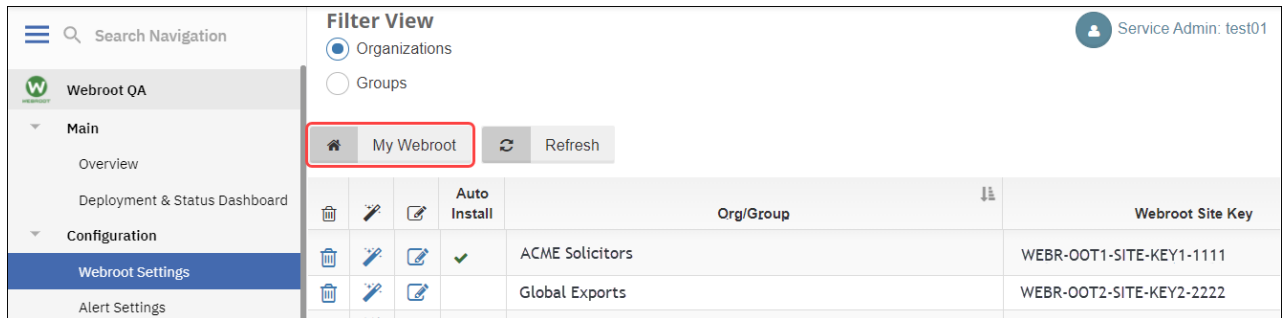 Search Navigation
WEBROOT
Webroot QA
Main
Overview
Deployment & Status Dashboard
Configuration
Webroot Settings
Alert Settings
Filter View
Organizations
Groups
Service Admin: test01
My Webroot Refresh
Auto Install Org/Group Webroot Site Key
ACME Solicitors WEBR-OOT1-SITE-KEY1-1111
Global Exports WEBR-OOT2-SITE-KEY2-2222